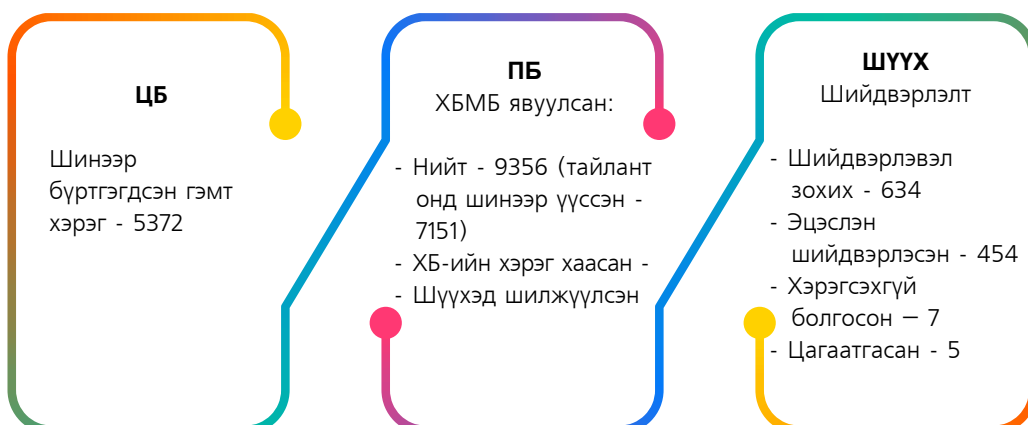 ЦБ
Шинээр
бүртгэгдсэн гэмт
хэрэг - 5372
ПБ
ХБМБ явуулсан:
- Нийт - 9356 (тайлант
онд шинээр үүссэн -
7151)
- ХБ-ийн хэрэг хаасан -
- Шүүхэд шилжүүлсэн
ШҮҮХ
Шийдвэрлэлт
- Шийдвэрлэвэл
зохих - 634
- Эцэслэн
шийдвэрлэсэн - 454
- Хэрэгсэхгүй
болгосон – 7
- Цагаатгасан - 5